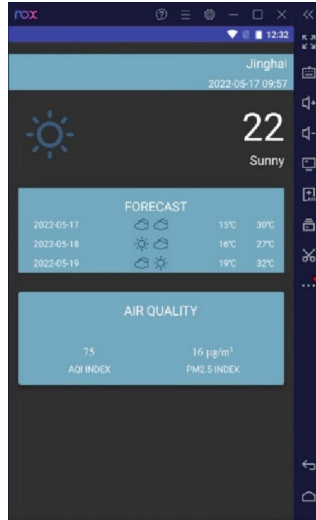 nox
12:32
Jinghai
2022-05-17 09:57
22
Sunny
FORECAST
2022-05-17 15℃ 30℃
2022-05-18 16℃ 27℃
2022-05-19 19℃ 32℃
AIR QUALITY
75 16 μg/m³
AQI INDEX PM2.5 INDEX